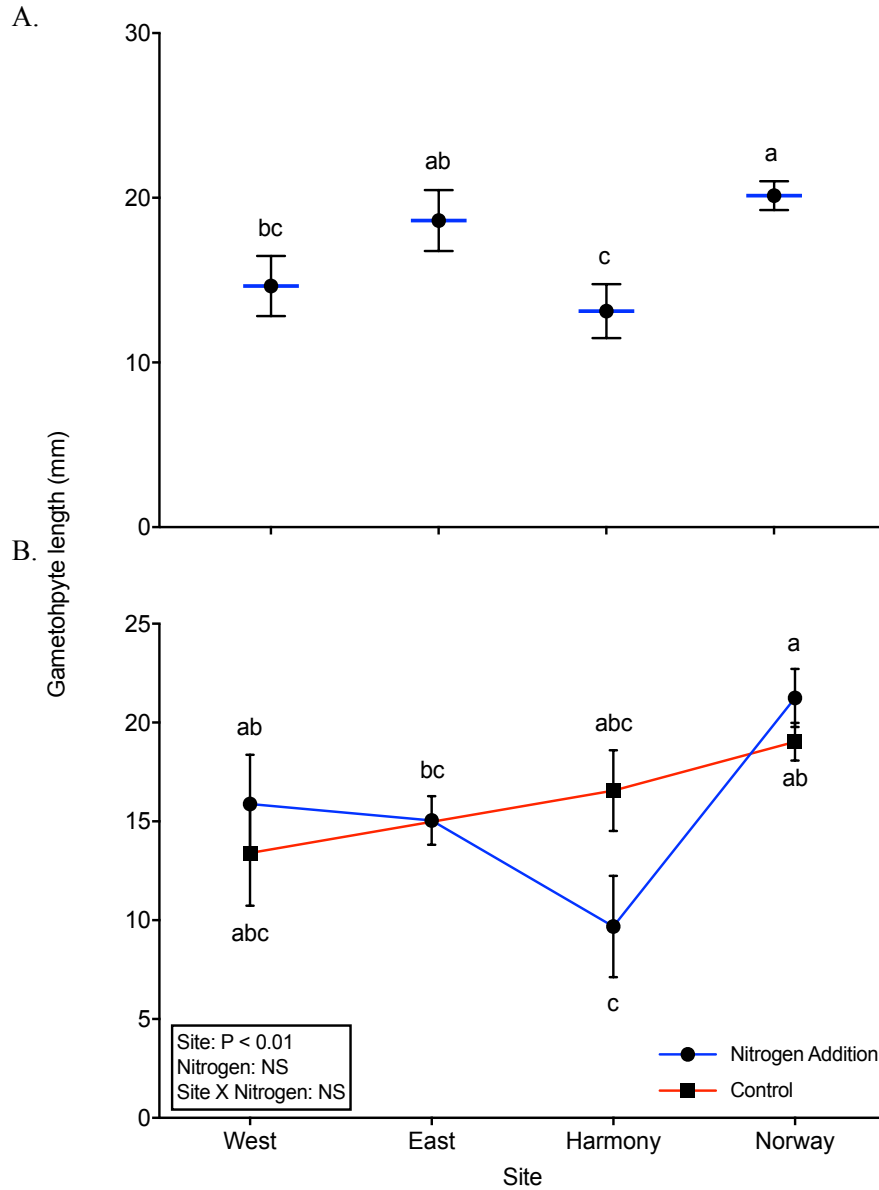 A.
30
20
10
0
bc
ab
c
a
Gametohpyte length (mm)
B.
25
20
15
10
5
0
ab
abc
bc
abc
c
a
ab
Site: P < 0.01
Nitrogen: NS
Site X Nitrogen: NS
Nitrogen Addition
Control
West East Harmony Norway
Site